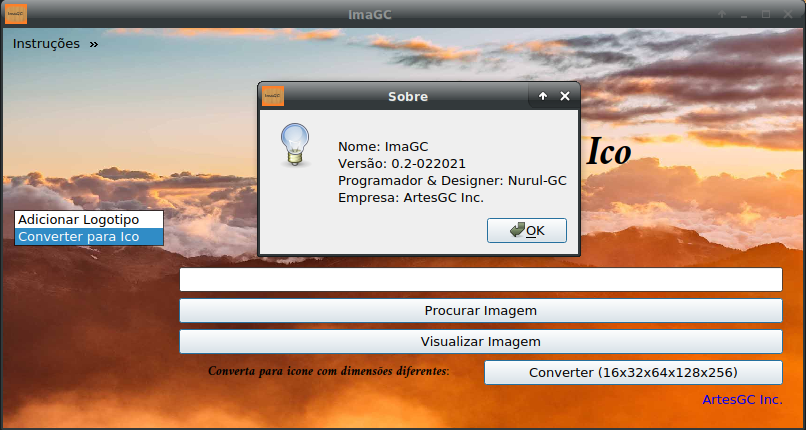 ImaGC
Instruções »
Sobre
Nome: ImaGC
Versão: 0.2-022021
Programador & Designer: Nurul-GC
Empresa: ArtesGC Inc.
OK
Ico
Adicionar Logotipo
Converter para Ico
Procurar Imagem
Visualizar Imagem
Converta para icone com dimensões diferentes:
Converter (16x32x64x128x256)
ArtesGC Inc.